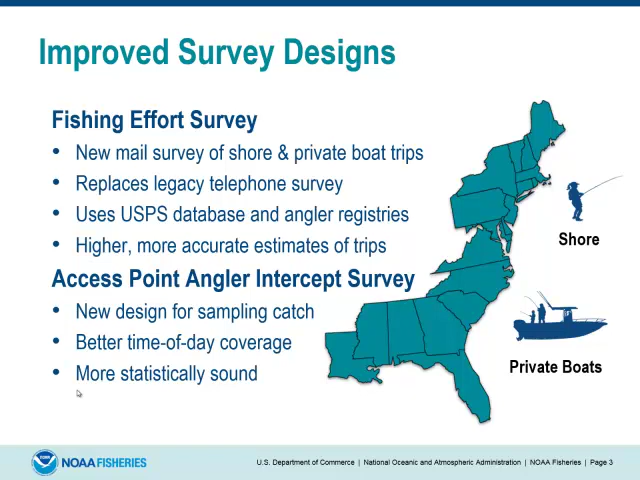 Improved Survey Designs
Fishing Effort Survey
• New mail survey of shore & private boat trips
• Replaces legacy telephone survey
• Uses USPS database and angler registries
• Higher, more accurate estimates of trips
Access Point Angler Intercept Survey
• New design for sampling catch
• Better time-of-day coverage
• More statistically sound
Shore
Private Boats
NOAA FISHERIES
U.S. Department of Commerce | National Oceanic and Atmospheric Administration | NOAA Fisheries | Page 3